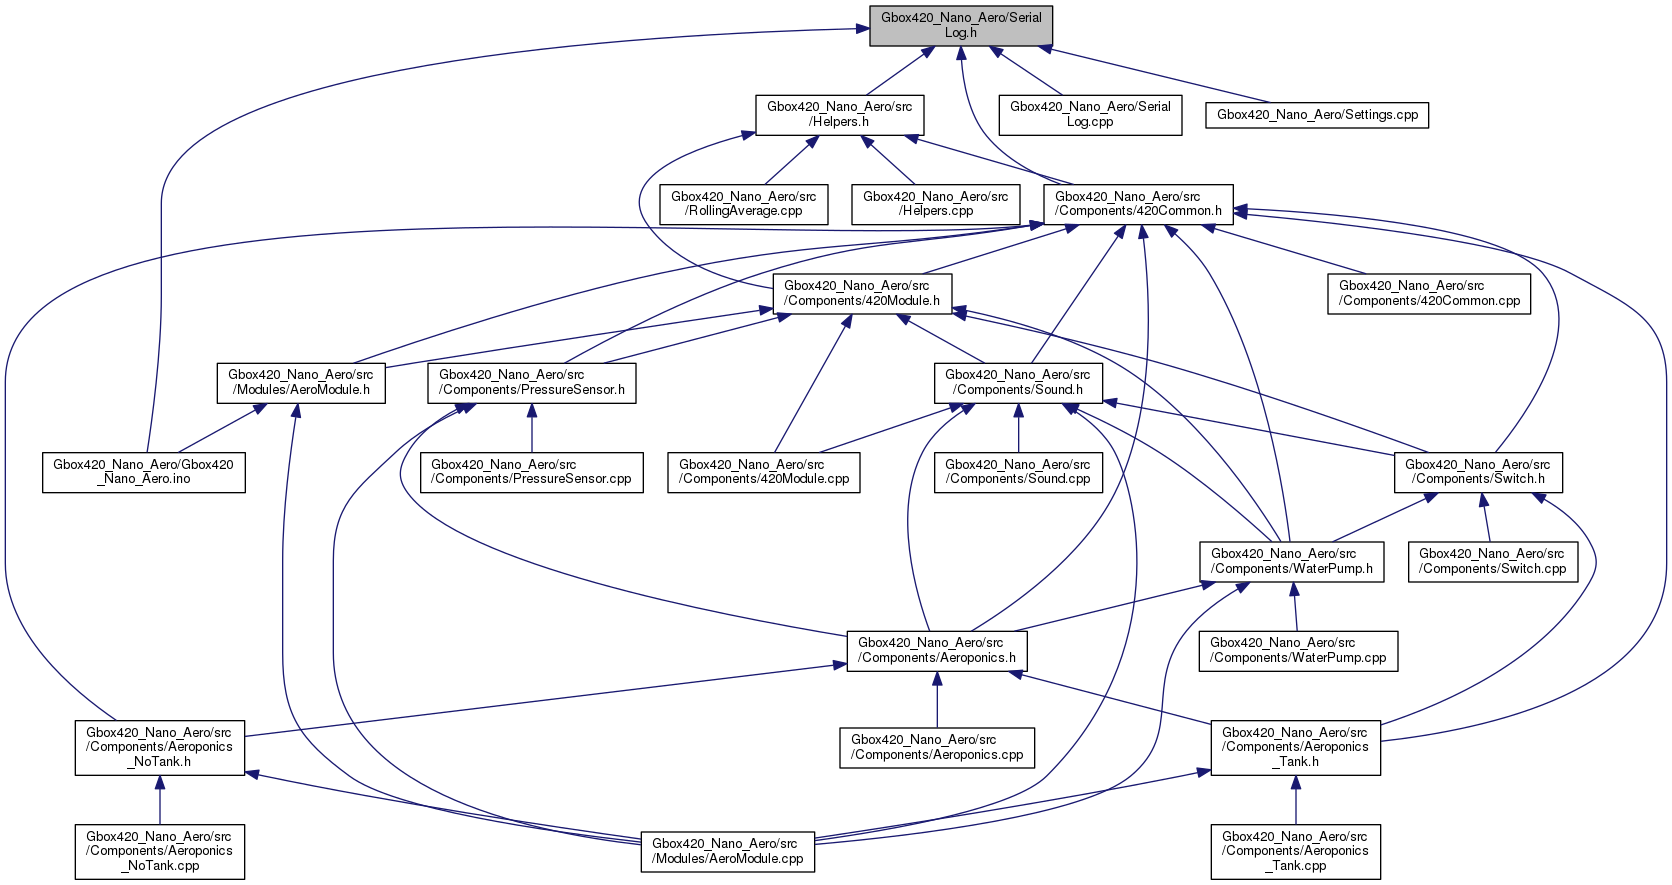 Gbox420_Nano_Aero/Serial
Log.h
Gbox420_Nano_Aero/src
/Helpers.h
Gbox420_Nano_Aero/Serial
Log.cpp
Gbox420_Nano_Aero/Settings.cpp
Gbox420_Nano_Aero/src
/RollingAverage.cpp
Gbox420_Nano_Aero/src
/Helpers.cpp
Gbox420_Nano_Aero/src
/Components/420Common.h
Gbox420_Nano_Aero/src
/Components/420Module.h
Gbox420_Nano_Aero/src
/Components/420Common.cpp
Gbox420_Nano_Aero/src
/Modules/AeroModule.h
Gbox420_Nano_Aero/src
/Components/PressureSensor.h
Gbox420_Nano_Aero/src
/Components/Sound.h
Gbox420_Nano_Aero/Gbox420
_Nano_Aero.ino
Gbox420_Nano_Aero/src
/Components/PressureSensor.cpp
Gbox420_Nano_Aero/src
/Components/420Module.cpp
Gbox420_Nano_Aero/src
/Components/Sound.cpp
Gbox420_Nano_Aero/src
/Components/Switch.h
Gbox420_Nano_Aero/src
/Components/WaterPump.h
Gbox420_Nano_Aero/src
/Components/Switch.cpp
Gbox420_Nano_Aero/src
/Components/Aeroponics.h
Gbox420_Nano_Aero/src
/Components/WaterPump.cpp
Gbox420_Nano_Aero/src
/Components/Aeroponics
_NoTank.h
Gbox420_Nano_Aero/src
/Components/Aeroponics.cpp
Gbox420_Nano_Aero/src
/Components/Aeroponics
_Tank.h
Gbox420_Nano_Aero/src
/Components/Aeroponics
_NoTank.cpp
Gbox420_Nano_Aero/src
/Modules/AeroModule.cpp
Gbox420_Nano_Aero/src
/Components/Aeroponics
_Tank.cpp